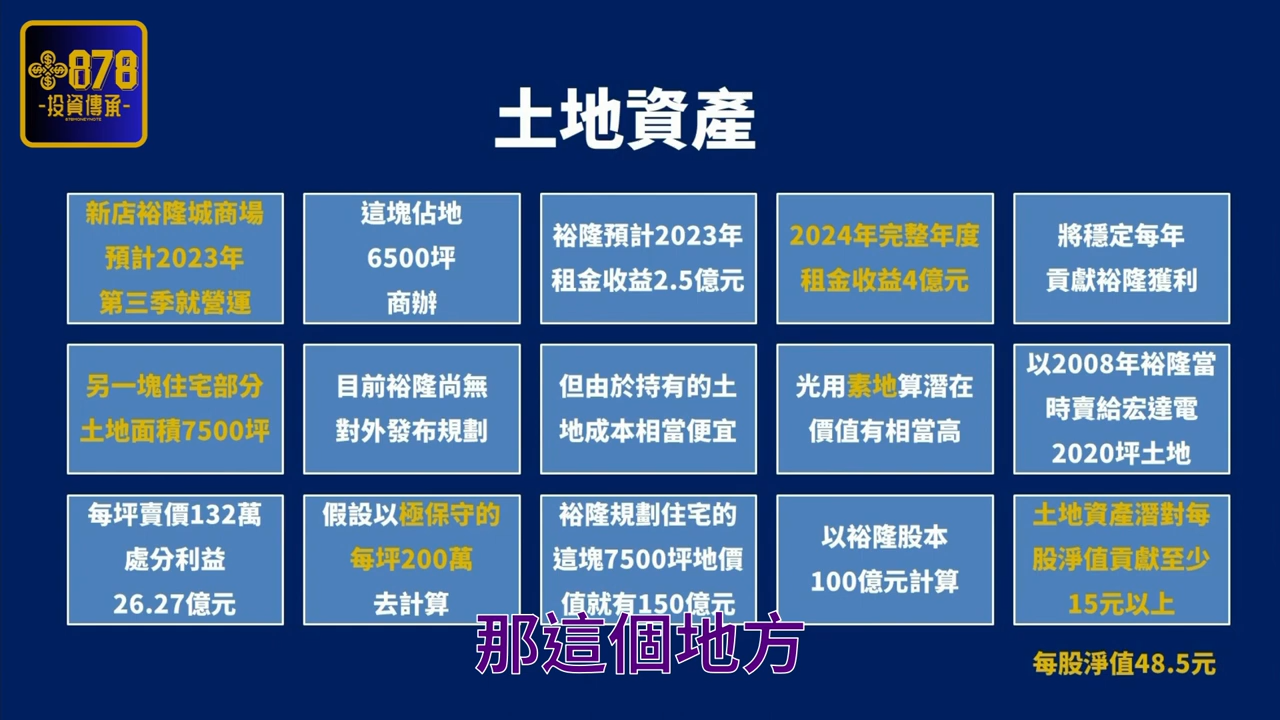 878
-投資傳承-
土地資產
新店裕隆城商場
預計2023年
第三季就營運
這塊佔地
6500坪
商辦
裕隆預計2023年
租金收益2.5億元
2024年完整年度
租金收益4億元
將穩定每年
貢獻裕隆獲利
另一塊住宅部分
土地面積7500坪
目前裕隆尚無
對外發布規劃
但由於持有的土
地成本相當便宜
光用素地算潛在
價值有相當高
以2008年裕隆當
時賣給宏達電
2020坪土地
每坪賣價132萬
處分利益
26.27億元
假設以極保守的
每坪200萬
去計算
裕隆規劃住宅的
這塊7500坪地價
值就有150億元
以裕隆股本
100億元計算
土地資產潛對每
股淨值貢獻至少
15元以上
那這個地方
每股淨值48.5元